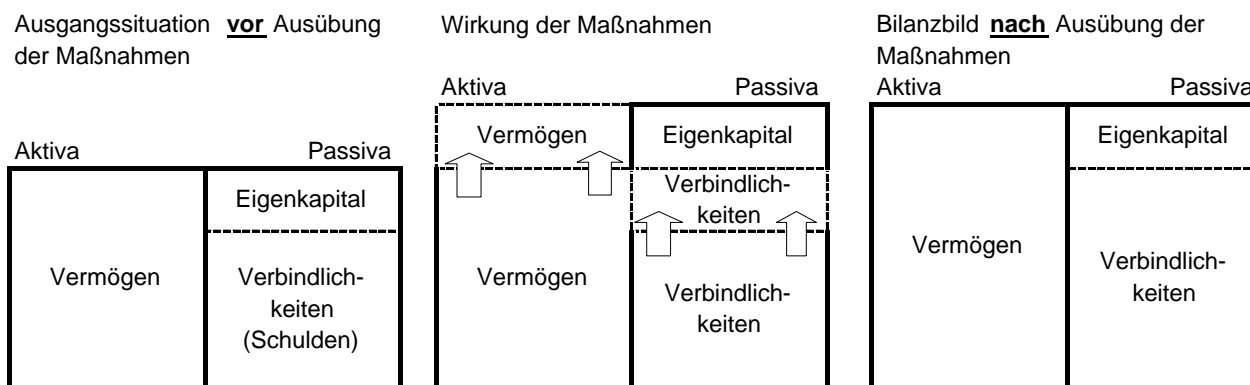 Ausgangssituation vor Ausübung
der Maßnahmen
Aktiva Passiva
Eigenkapital
Vermögen
Verbindlich-
keiten
(Schulden)
Wirkung der Maßnahmen
Aktiva Passiva
Vermögen Eigenkapital
Verbindlich-
keiten
Vermögen
Verbindlich-
keiten
Bilanzbild nach Ausübung der
Maßnahmen
Aktiva Passiva
Eigenkapital
Vermögen
Verbindlich-
keiten